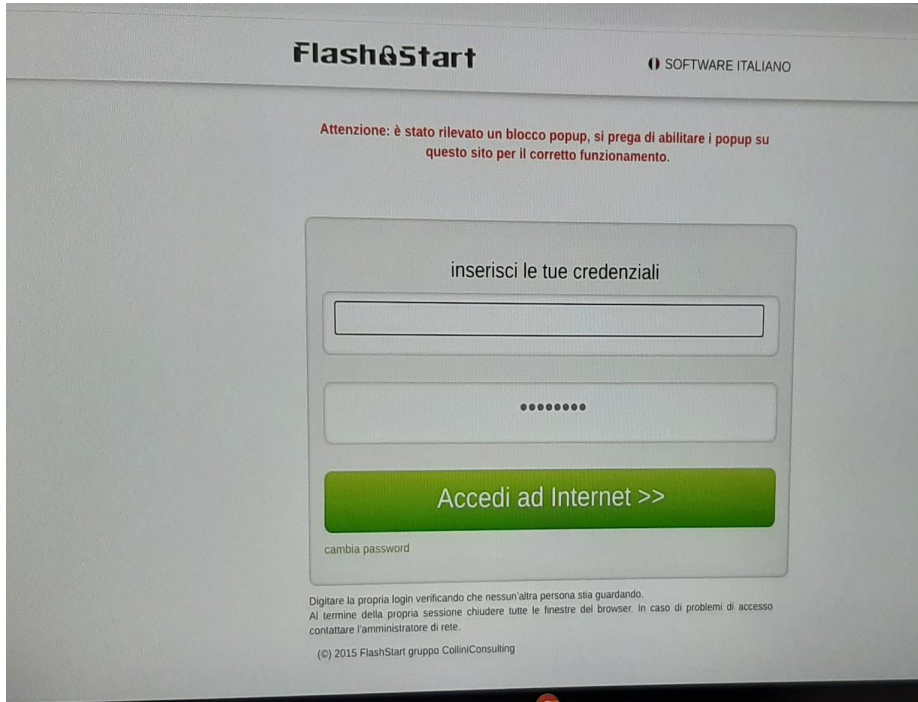 FlashStart
SOFTWARE ITALIANO
Attenzione: è stato rilevato un blocco popup, si prega di abilitare i popup su
questo sito per il corretto funzionamento.
inserisci le tue credenziali
••••••••
Accedi ad Internet >>
cambia password
Digitare la propria login verificando che nessun'altra persona stia guardando.
Al termine della propria sessione chiudere tutte le finestre del browser. In caso di problemi di accesso
contattare l'amministratore di rete.
(©) 2015 FlashStart gruppo ColliniConsulting